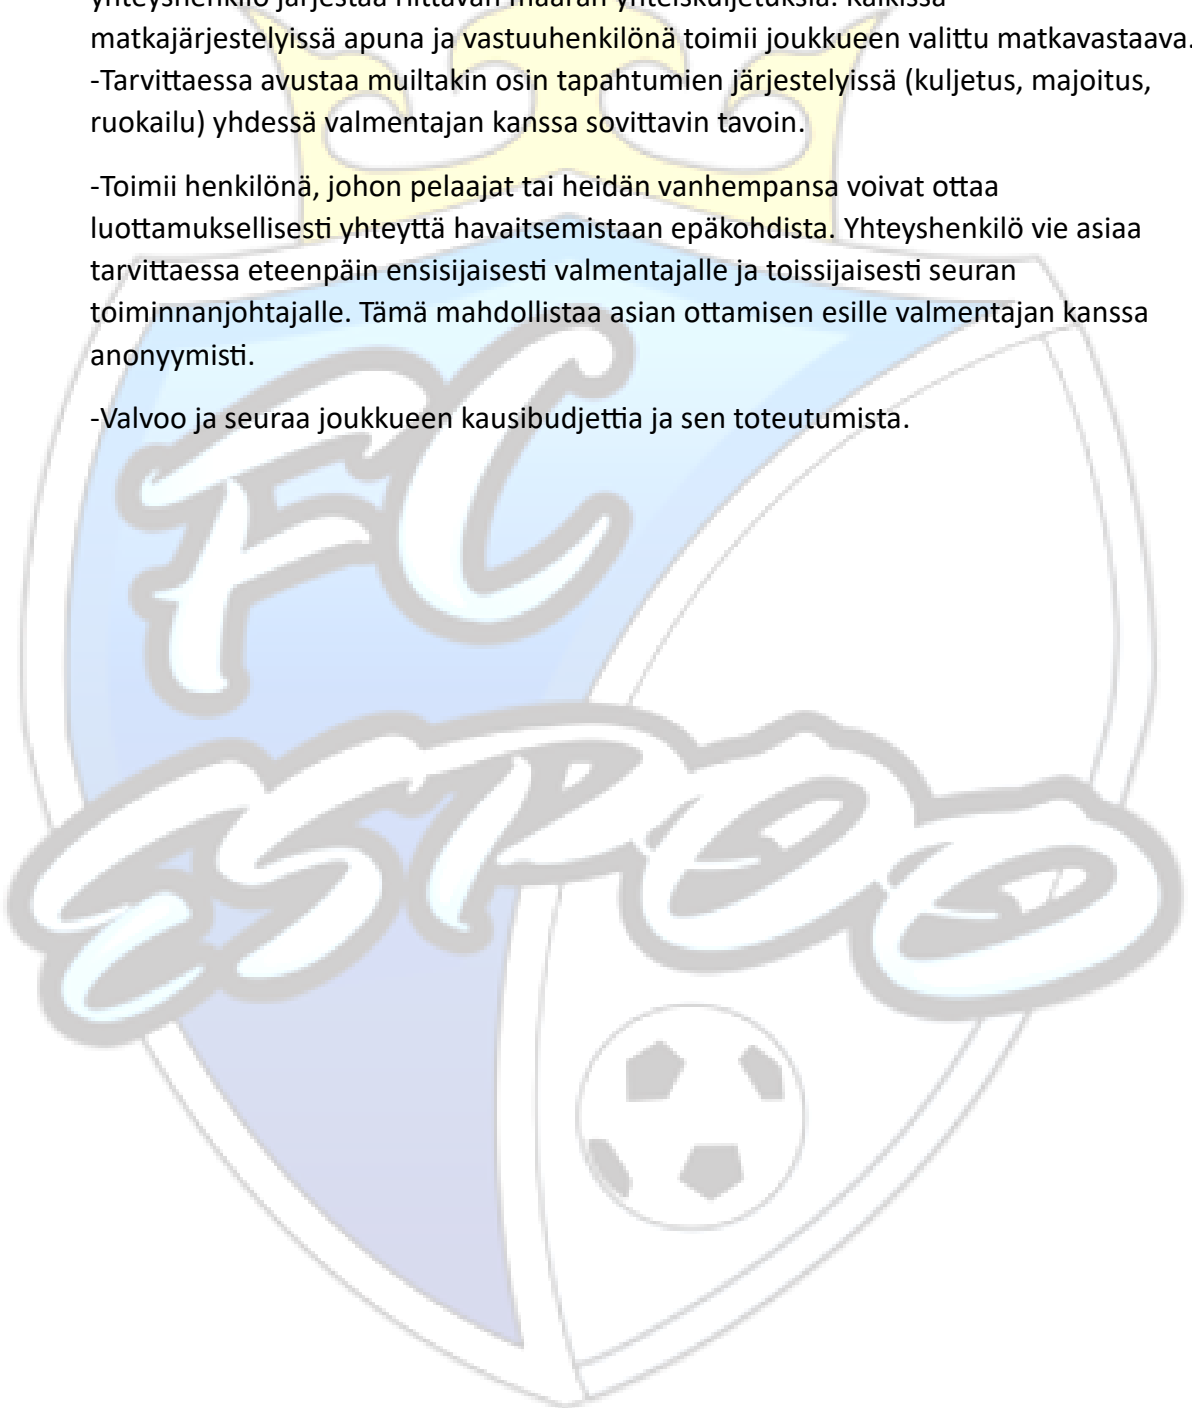 yhteyshenkilö järjestää riittävän määrän yhteiskuljetuksia. Kaikissa
matkajärjestelyissä apuna ja vastuuhenkilönä toimii joukkueen valittu matkavastaava.
-Tarvittaessa avustaa muiltakin osin tapahtumien järjestelyissä (kuljetus, majoitus,
ruokailu) yhdessä valmentajan kanssa sovittavin tavoin.
-Toimii henkilönä, johon pelaajat tai heidän vanhempansa voivat ottaa
luottamuksellisesti yhteyttä havaitsemistaan epäkohdista. Yhteyshenkilö vie asiaa
tarvittaessa eteenpäin ensisijaisesti valmentajalle ja toissijaisesti seuran
toiminnanjohtajalle. Tämä mahdollistaa asian ottamisen esille valmentajan kanssa
anonyymisti.
-Valvoo ja seuraa joukkueen kausibudjettia ja sen toteutumista.
FC
ESPOO